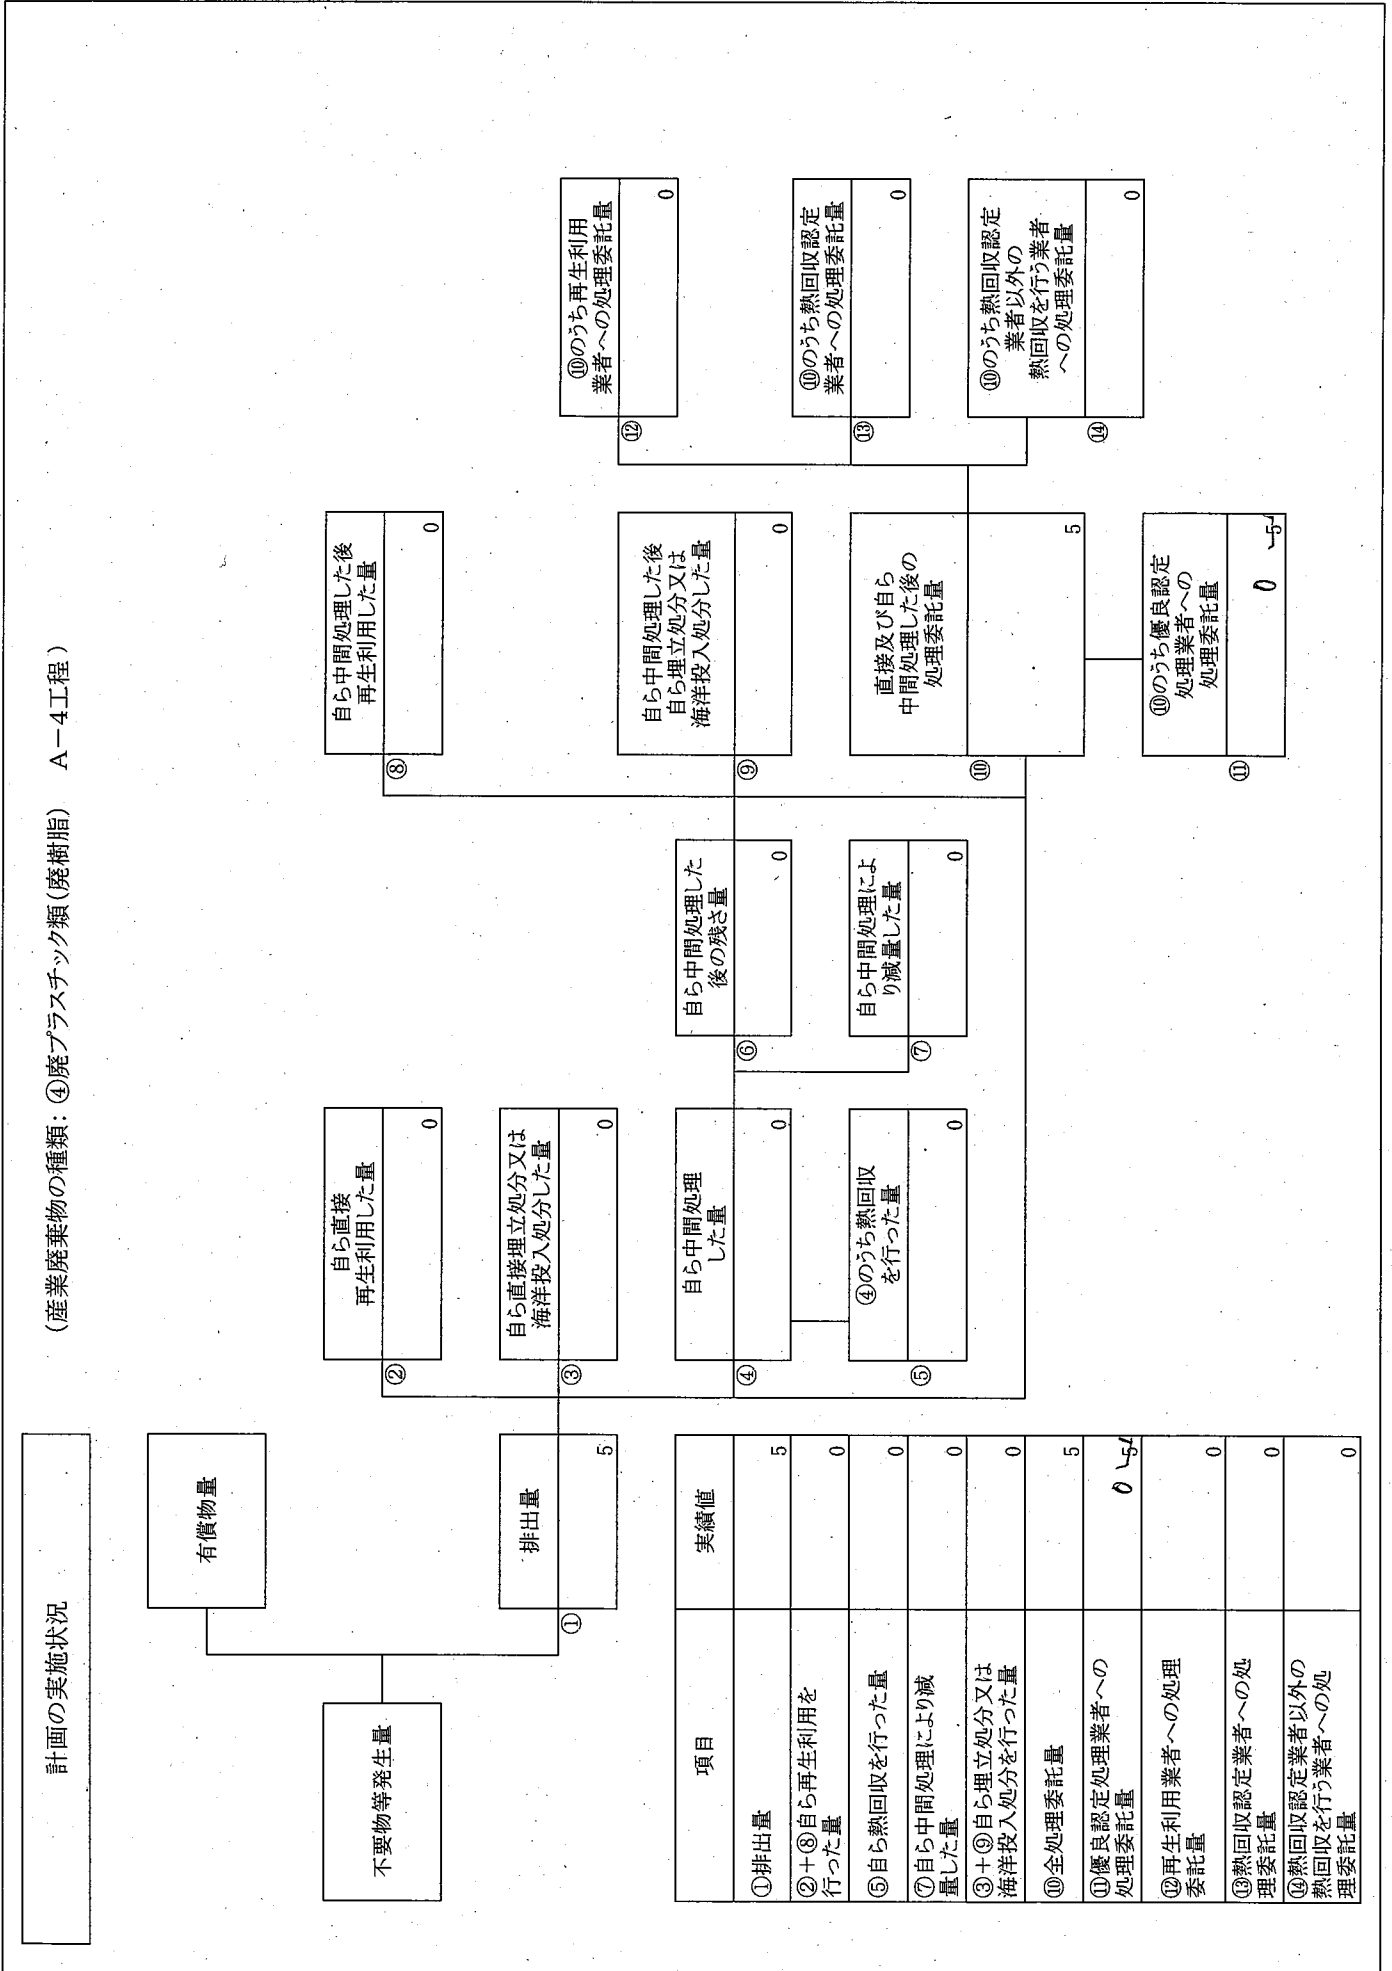 計画の実施状況
(産業廃棄物の種類:④廃プラスチック類(廃樹脂) A－4工程)
不要物等発生量
有償物量
①
排出量
5
②
自ら直接
再生利用した量
0
③
自ら直接埋立処分又は
海洋投入処分した量
0
④
自ら中間処理
した量
0
⑤
④のうち熱回収
を行った量
0
⑥
自ら中間処理した
後の残さ量
0
⑦
自ら中間処理によ
り減量した量
0
⑧
自ら中間処理した後
再生利用した量
0
⑨
自ら中間処理した後
自ら埋立処分又は
海洋投入処分した量
0
⑩
直接及び自ら
中間処理した後の
処理委託量
5
⑪
⑩のうち優良認定
処理業者への
処理委託量
0 5
⑫
⑩のうち再生利用
業者への処理委託量
0
⑬
⑩のうち熱回収認定
業者への処理委託量
0
⑭
⑩のうち熱回収認定
業者以外の
熱回収を行う業者
への処理委託量
0
項目 実績値
①排出量 5
②+⑧自ら再生利用を
行った量 0
⑤自ら熱回収を行った量 0
⑦自ら中間処理により減
量した量 0
③+⑨自ら埋立処分又は
海洋投入処分を行った量 0
⑩全処理委託量 5
⑪優良認定処理業者への
処理委託量 0 5
⑫再生利用業者への処理
委託量 0
⑬熱回収認定業者への処
理委託量 0
⑭熱回収認定業者以外の
熱回収を行う業者への処
理委託量 0